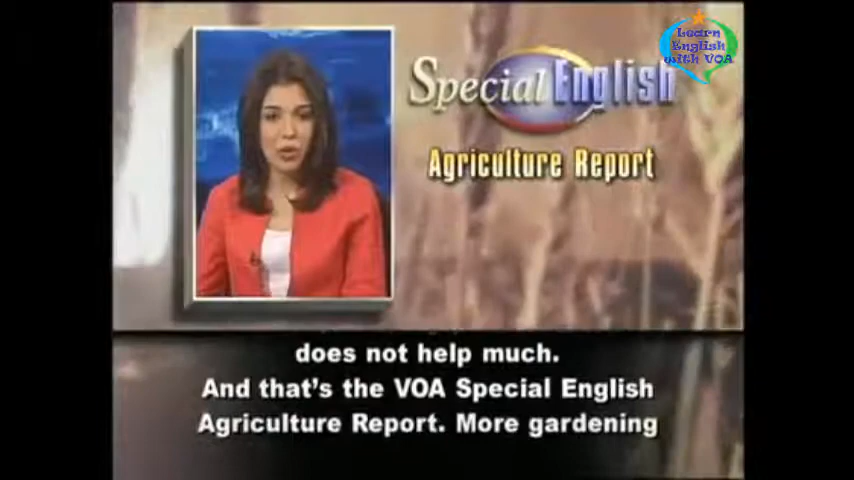 Learn
English
with VOA
Special English
Agriculture Report
does not help much.
And that's the VOA Special English
Agriculture Report. More gardening